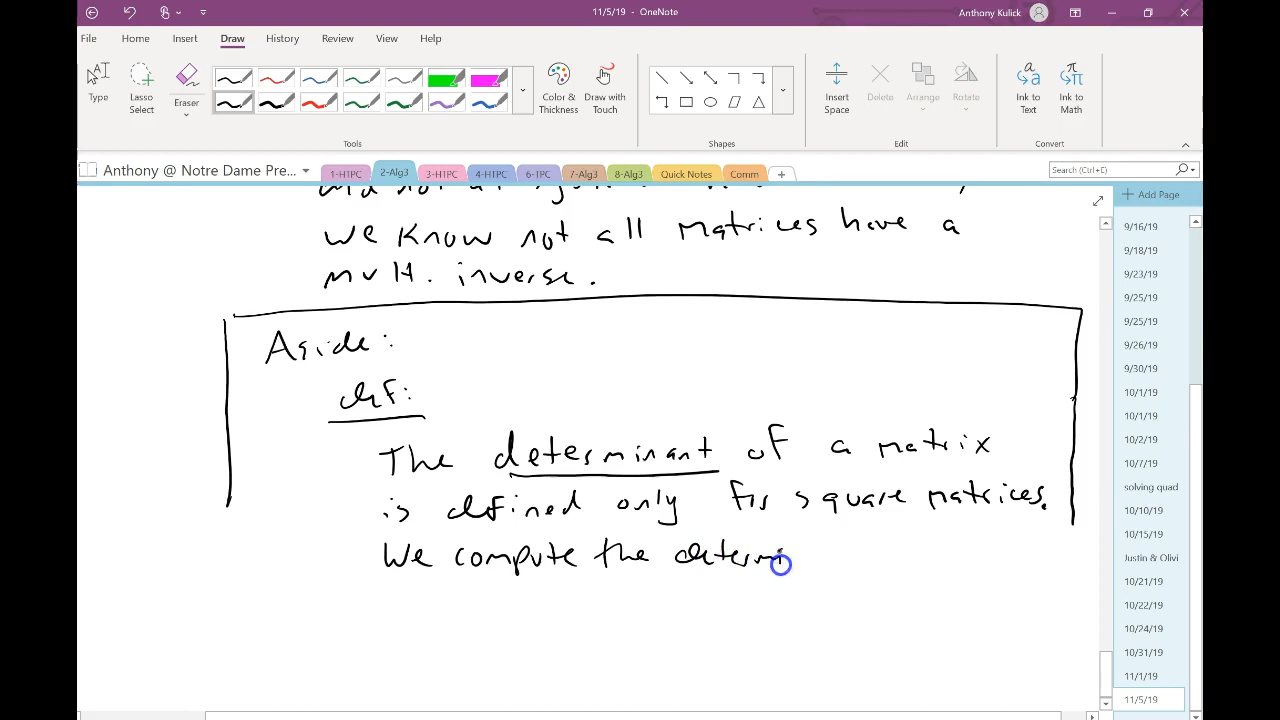 11/5/19 - OneNote
Anthony Kulick
File Home Insert Draw History Review View Help
Type
Lasso Select
Eraser
Color & Thickness
Draw with Touch
Insert Space
Delete
Arrange
Rotate
Ink to Text
Ink to Math
Tools
Shapes
Edit
Convert
Anthony @ Notre Dame Pre...
1-H1PC 2-Alg3 3-H1PC 4-H1PC 6-1PC 7-Alg3 8-Alg3 Quick Notes Comm +
Search (Ctrl+E)
we know not all matrices have a
mult. inverse.
Aside:
def:
The determinant of a matrix
is defined only for square matrices.
We compute the determi
Add Page
9/16/19
9/18/19
9/23/19
9/25/19
9/25/19
9/26/19
9/30/19
10/1/19
10/1/19
10/2/19
10/7/19
solving quad
10/10/19
10/15/19
Justin & Olivi
10/21/19
10/22/19
10/24/19
10/31/19
11/1/19
11/5/19